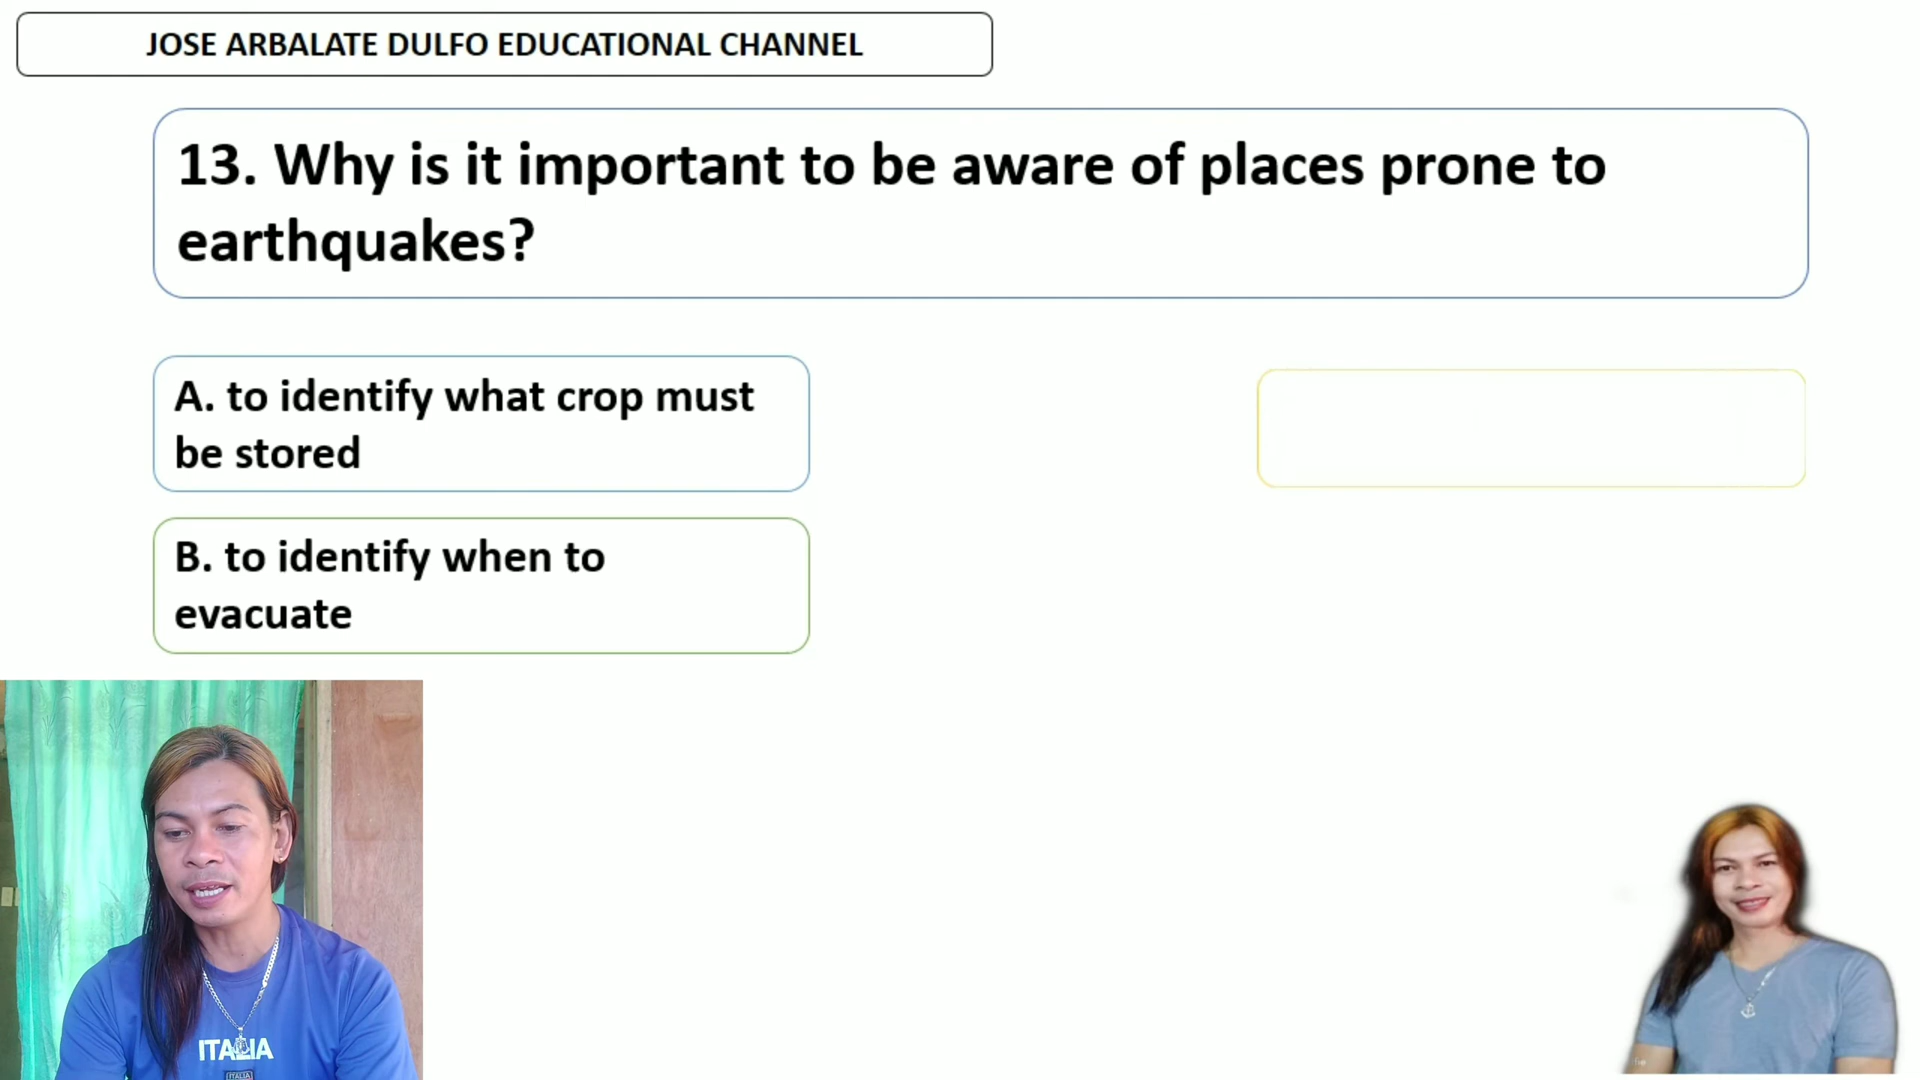 JOSE ARBALATE DULFO EDUCATIONAL CHANNEL
13. Why is it important to be aware of places prone to
earthquakes?
A. to identify what crop must
be stored
B. to identify when to
evacuate
ITALIA
ITALIA